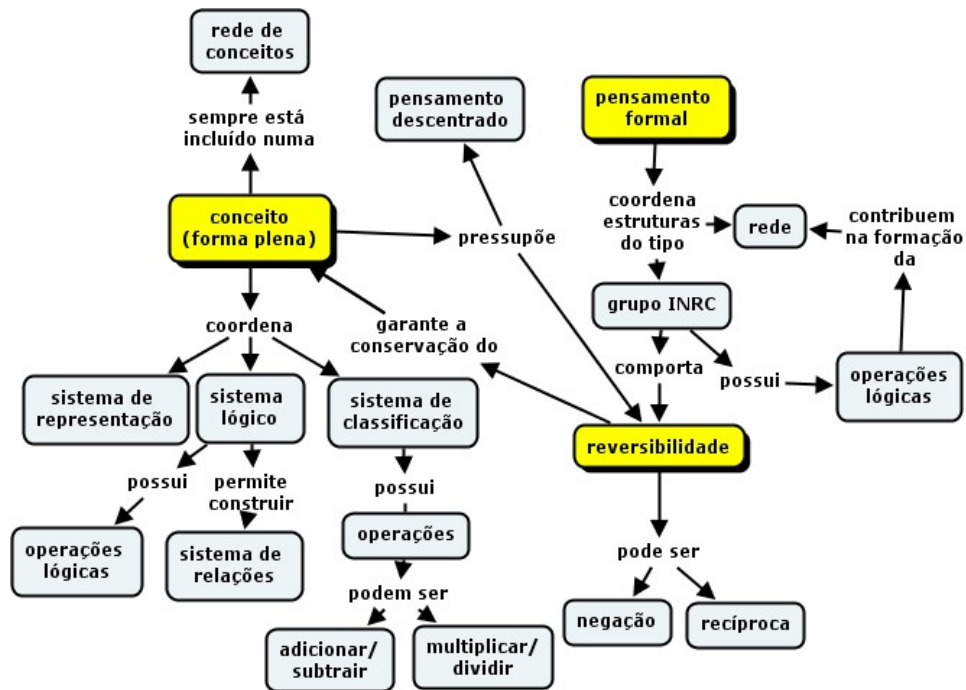 rede de
conceitos
sempre está
incluído numa
pensamento
descentrado
pensamento
formal
conceito
(forma plena)
pressupõe
coordena
estruturas
do tipo
rede
contribuem
na formação
da
grupo INRC
coordena
garante a
conservação do
comporta
possui
operações
lógicas
sistema de
representação
sistema
lógico
sistema de
classificação
reversibilidade
possui
permite
construir
possui
operações
operações
lógicas
sistema de
relações
pode ser
podem ser
negação
recíproca
adicionar/
subtrair
multiplicar/
dividir